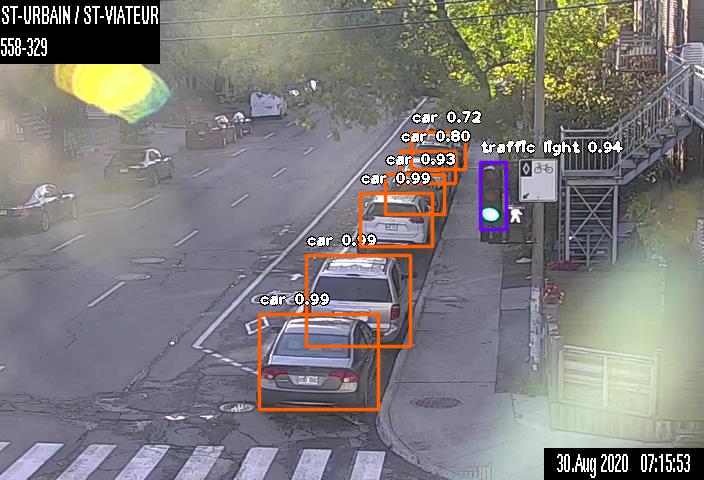 ST-URBAIN / ST-VIATEUR
558-329
car 0.72
car 0.80
car 0.93
car 0.99
traffic light 0.94
car 0.99
car 0.99
30.Aug 2020 07:15:53